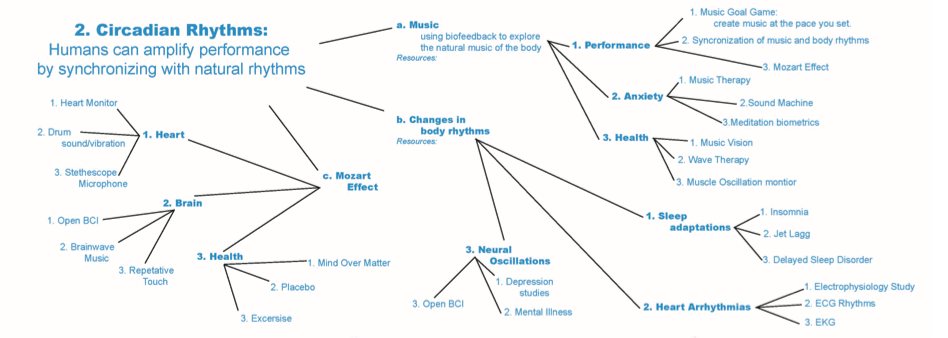 2. Circadian Rhythms:
Humans can amplify performance
by synchronizing with natural rhythms
a. Music
using biofeedback to explore
the natural music of the body
Resources:
1. Performance
1. Music Goal Game:
create music at the pace you set.
2. Syncronization of music and body rhythms
3. Mozart Effect
2. Anxiety
1. Music Therapy
2.Sound Machine
3.Meditation biometrics
3. Health
1. Music Vision
2. Wave Therapy
3. Muscle Oscillation montior
b. Changes in
body rhythms
Resources:
1. Sleep
adaptations
1. Insomnia
2. Jet Lagg
3. Delayed Sleep Disorder
2. Heart Arrhythmias
1. Electrophysiology Study
2. ECG Rhythms
3. EKG
3. Neural
Oscillations
1. Depression
studies
2. Mental Illness
3. Open BCI
c. Mozart
Effect
1. Heart
1. Heart Monitor
2. Drum
sound/vibration
3. Stethescope
Microphone
2. Brain
1. Open BCI
2. Brainwave
Music
3. Repetative
Touch
3. Health
1. Mind Over Matter
2. Placebo
3. Excersise